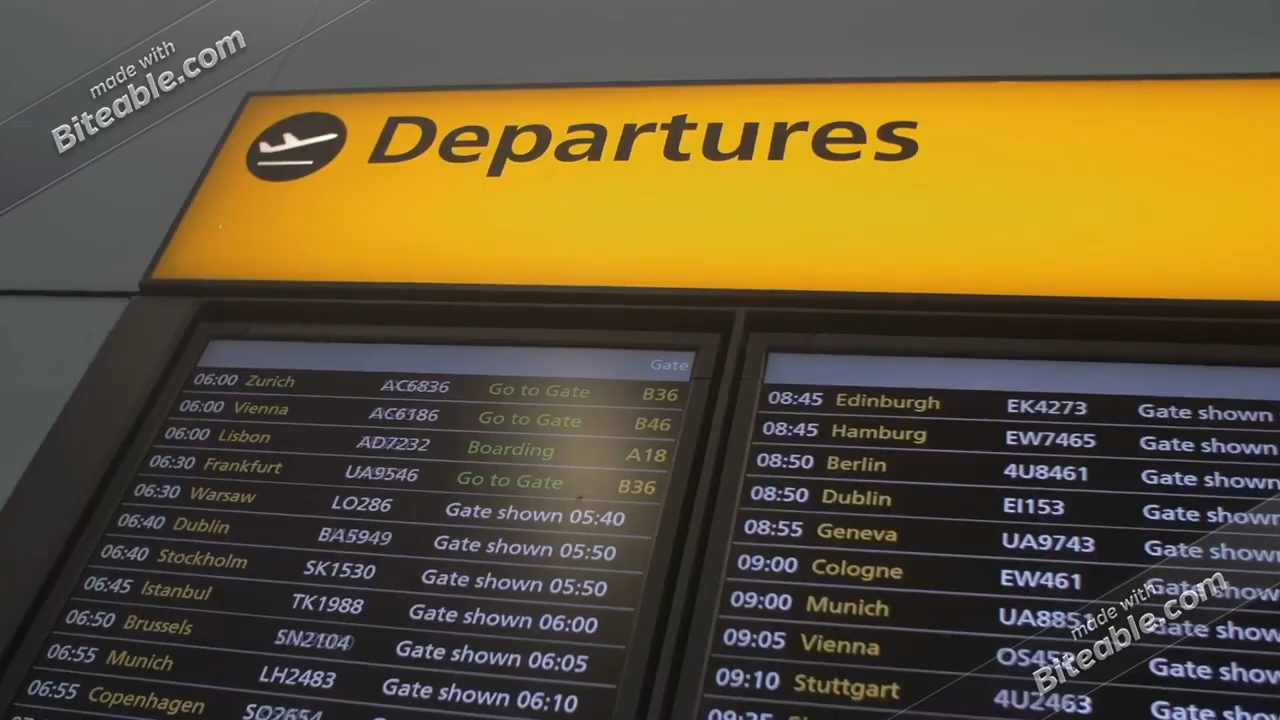 made with
Biteable.com
Departures
Gate
06:00 Zurich AC6836 Go to Gate B36
06:00 Vienna AC6186 Go to Gate B46
06:00 Lisbon AD7232 Boarding A18
06:30 Frankfurt UA9546 Go to Gate B36
06:30 Warsaw LO286 Gate shown 05:40
06:40 Dublin BA5949 Gate shown 05:50
06:40 Stockholm SK1530 Gate shown 05:50
06:45 Istanbul TK1988 Gate shown 06:00
06:50 Brussels SN2104 Gate shown 06:05
06:55 Munich LH2483 Gate shown 06:10
06:55 Copenhagen
08:45 Edinburgh EK4273 Gate shown
08:45 Hamburg EW7465 Gate shown
08:50 Berlin 4U8461 Gate shown
08:50 Dublin EI153 Gate shown
08:55 Geneva UA9743 Gate shown
09:00 Cologne EW461 Gate show
09:00 Munich Gate show
09:05 Vienna Gate show
09:10 Stuttgart 4U2463 Gate show
made with
Biteable.com